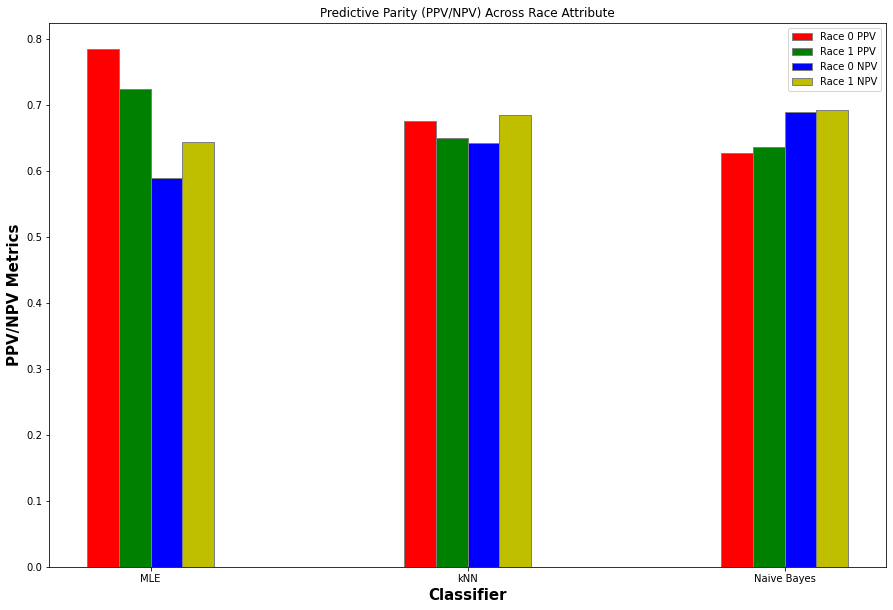 Predictive Parity (PPV/NPV) Across Race Attribute
Race 0 PPV
Race 1 PPV
Race 0 NPV
Race 1 NPV
PPV/NPV Metrics
0.8
0.7
0.6
0.5
0.4
0.3
0.2
0.1
0.0
MLE
kNN
Naive Bayes
Classifier